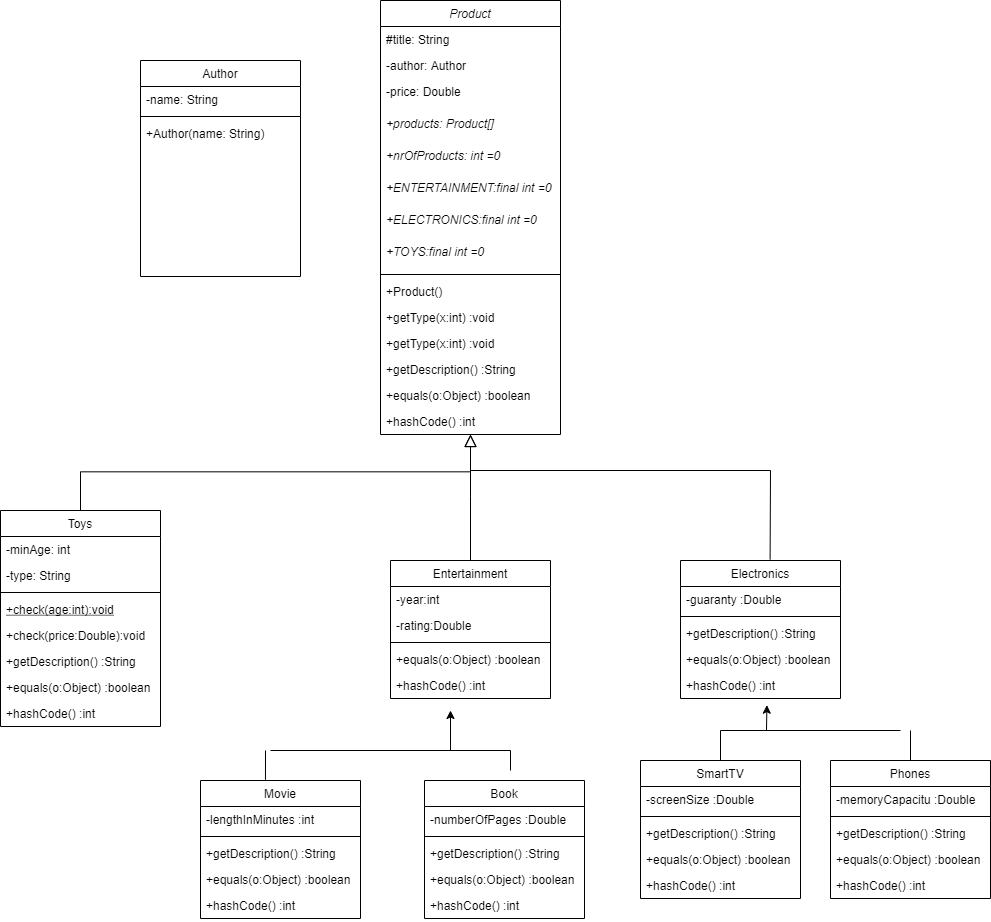 Product
#title: String
-author: Author
-price: Double
+products: Product[]
+nrOfProducts: int =0
+ENTERTAINMENT:final int =0
+ELECTRONICS:final int =0
+TOYS:final int =0
+Product()
+getType(x:int) :void
+getType(x:int) :void
+getDescription() :String
+equals(o:Object) :boolean
+hashCode() :int
Author
-name: String
+Author(name: String)
Toys
-minAge: int
-type: String
+check(age:int):void
+check(price:Double):void
+getDescription() :String
+equals(o:Object) :boolean
+hashCode() :int
Entertainment
-year:int
-rating:Double
+equals(o:Object) :boolean
+hashCode() :int
Electronics
-guaranty :Double
+getDescription() :String
+equals(o:Object) :boolean
+hashCode() :int
Movie
-lengthInMinutes :int
+getDescription() :String
+equals(o:Object) :boolean
+hashCode() :int
Book
-numberOfPages :Double
+getDescription() :String
+equals(o:Object) :boolean
+hashCode() :int
SmartTV
-screenSize :Double
+getDescription() :String
+equals(o:Object) :boolean
+hashCode() :int
Phones
-memoryCapacitu :Double
+getDescription() :String
+equals(o:Object) :boolean
+hashCode() :int